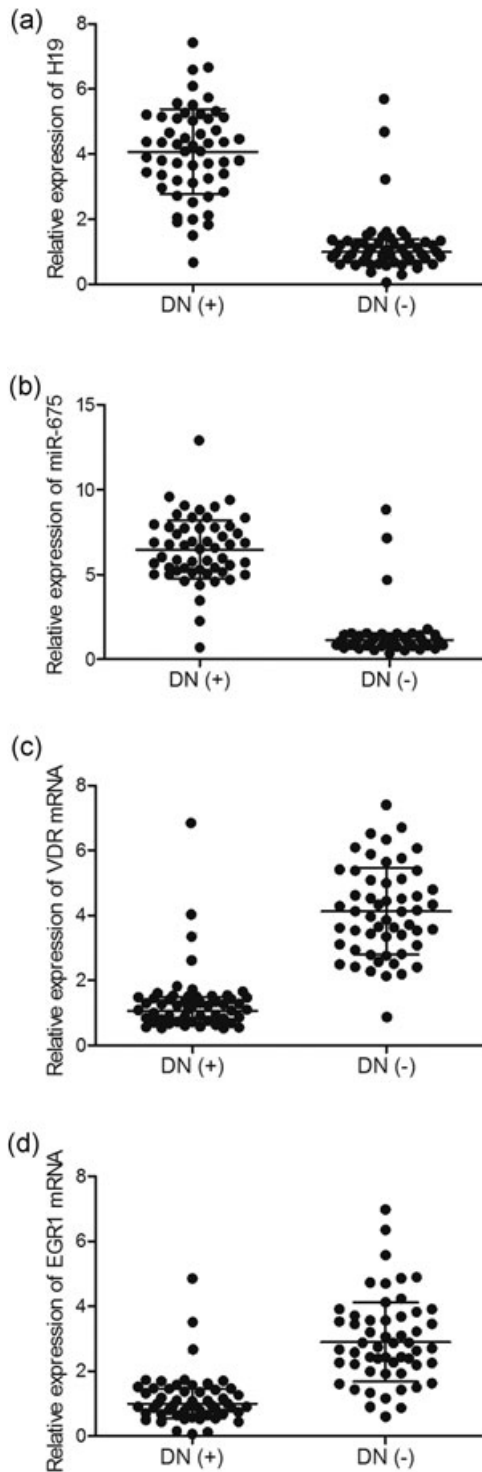 (a)
Relative expression of H19
8
6
4
2
0
DN (+) DN (-)
(b)
Relative expression of miR-675
15
10
5
0
DN (+) DN (-)
(c)
Relative expression of VDR mRNA
8
6
4
2
0
DN (+) DN (-)
(d)
Relative expression of EGR1 mRNA
8
6
4
2
0
DN (+) DN (-)